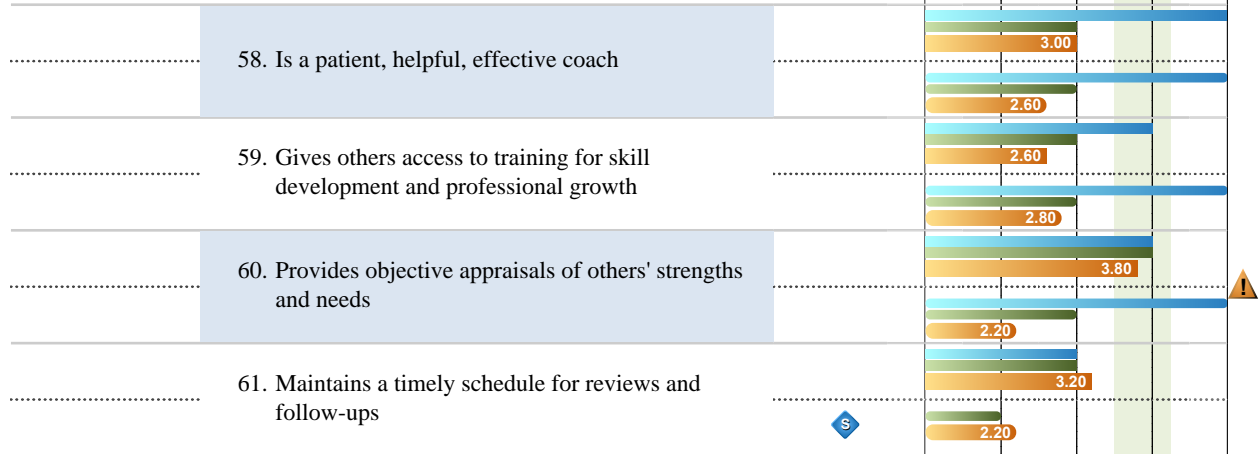 3.00
58. Is a patient, helpful, effective coach
2.60
2.60
59. Gives others access to training for skill
development and professional growth
2.80
3.80
60. Provides objective appraisals of others' strengths
and needs
!
2.20
3.20
61. Maintains a timely schedule for reviews and
follow-ups
S
2.20